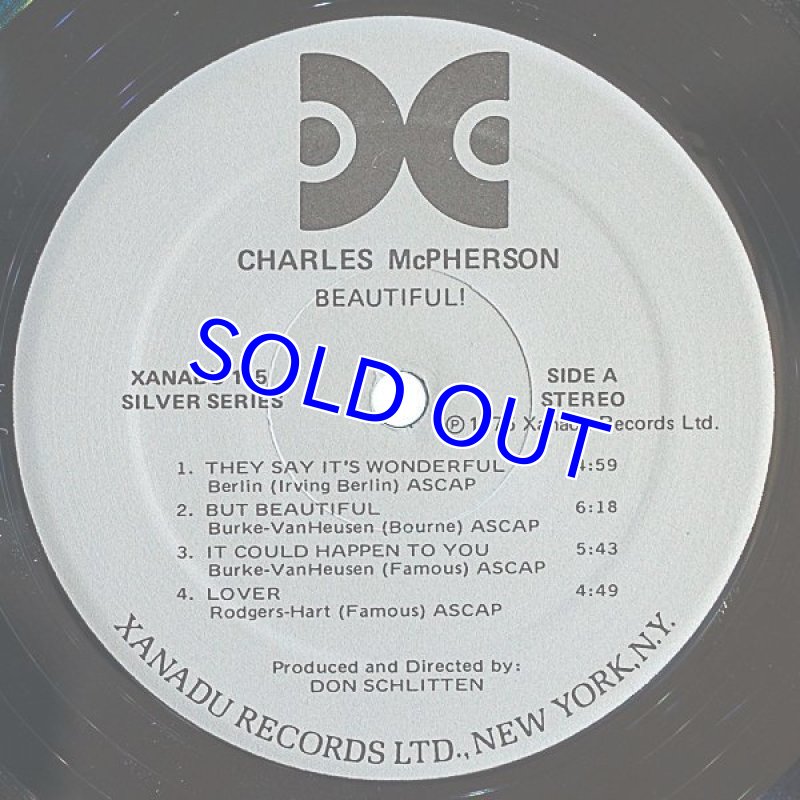 CHARLES McPHERSON
BEAUTIFUL!
SOLD OUT
XANADU
SILVER SERIES
SIDE A
STEREO
Ⓟ Records Ltd.
1. THEY SAY IT'S WONDERFUL 4:59
Berlin (Irving Berlin) ASCAP
2. BUT BEAUTIFUL 6:18
Burke-VanHeusen (Bourne) ASCAP
3. IT COULD HAPPEN TO YOU 5:43
Burke-VanHeusen (Famous) ASCAP
4. LOVER 4:49
Rodgers-Hart (Famous) ASCAP
Produced and Directed by:
DON SCHLITTEN
XANADU RECORDS LTD., NEW YORK, N.Y.